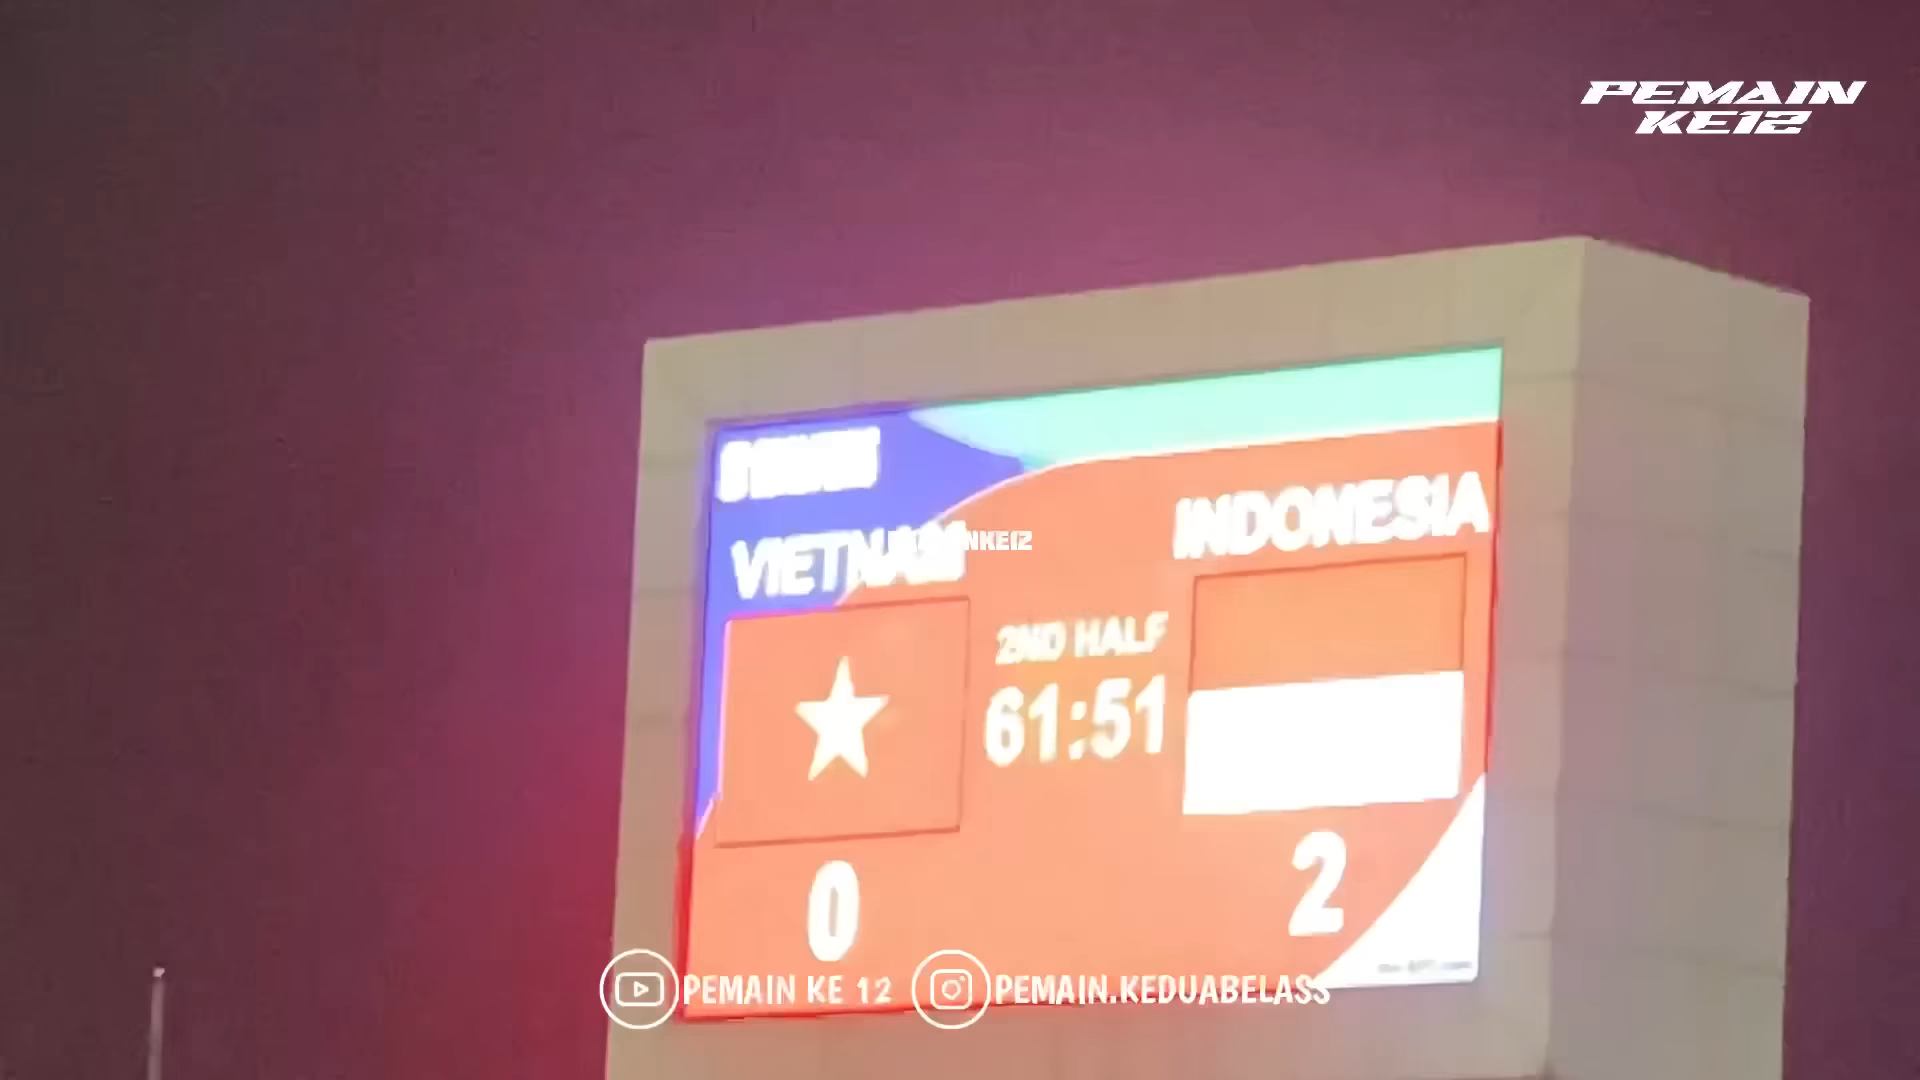 PEMAIN
KE12
VIETNAM
INDONESIA
2ND HALF
61:51
0
2
PEMAIN KE 12
PEMAIN.KEDUABELASS